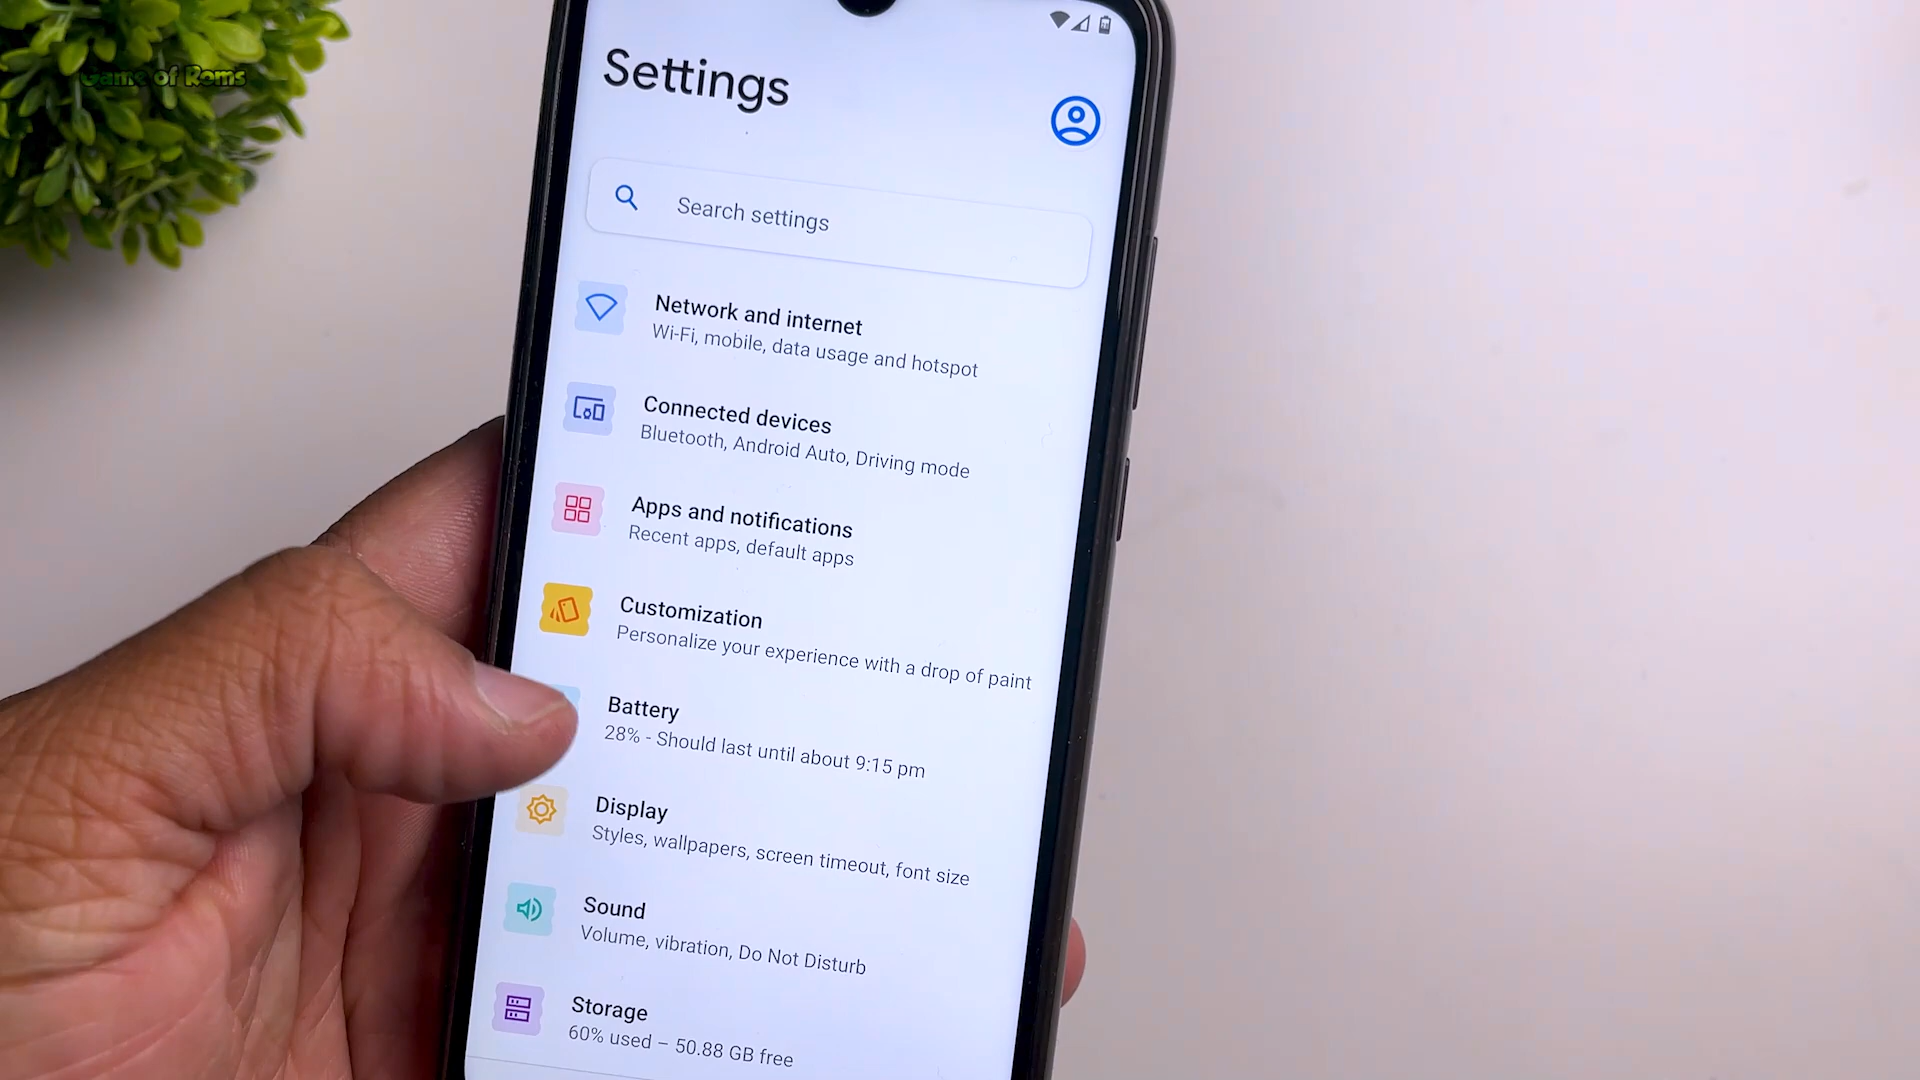 Game of Roms
Settings
Search settings
Network and internet
Wi-Fi, mobile, data usage and hotspot
Connected devices
Bluetooth, Android Auto, Driving mode
Apps and notifications
Recent apps, default apps
Customization
Personalize your experience with a drop of paint
Battery
28% - Should last until about 9:15 pm
Display
Styles, wallpapers, screen timeout, font size
Sound
Volume, vibration, Do Not Disturb
Storage
60% used – 50.88 GB free